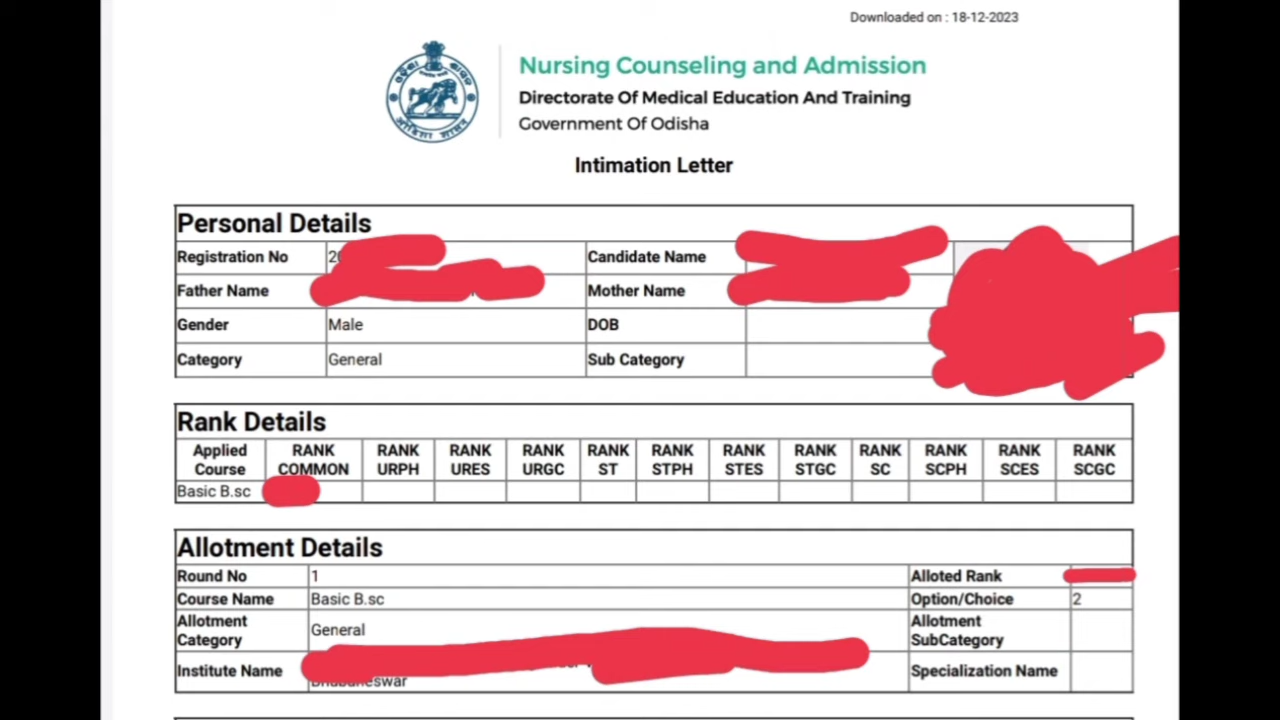 Downloaded on : 18-12-2023
Nursing Counseling and Admission
Directorate Of Medical Education And Training
Government Of Odisha
Intimation Letter
Personal Details
Registration No Candidate Name
Father Name Mother Name
Gender Male DOB
Category General Sub Category
Rank Details
Applied Course RANK COMMON RANK URPH RANK URES RANK URGC RANK ST RANK STPH RANK STES RANK STGC RANK SC RANK SCPH RANK SCES RANK SCGC
Basic B.sc
Allotment Details
Round No 1 Alloted Rank
Course Name Basic B.sc Option/Choice 2
Allotment Category General Allotment SubCategory
Institute Name Bhubaneswar Specialization Name